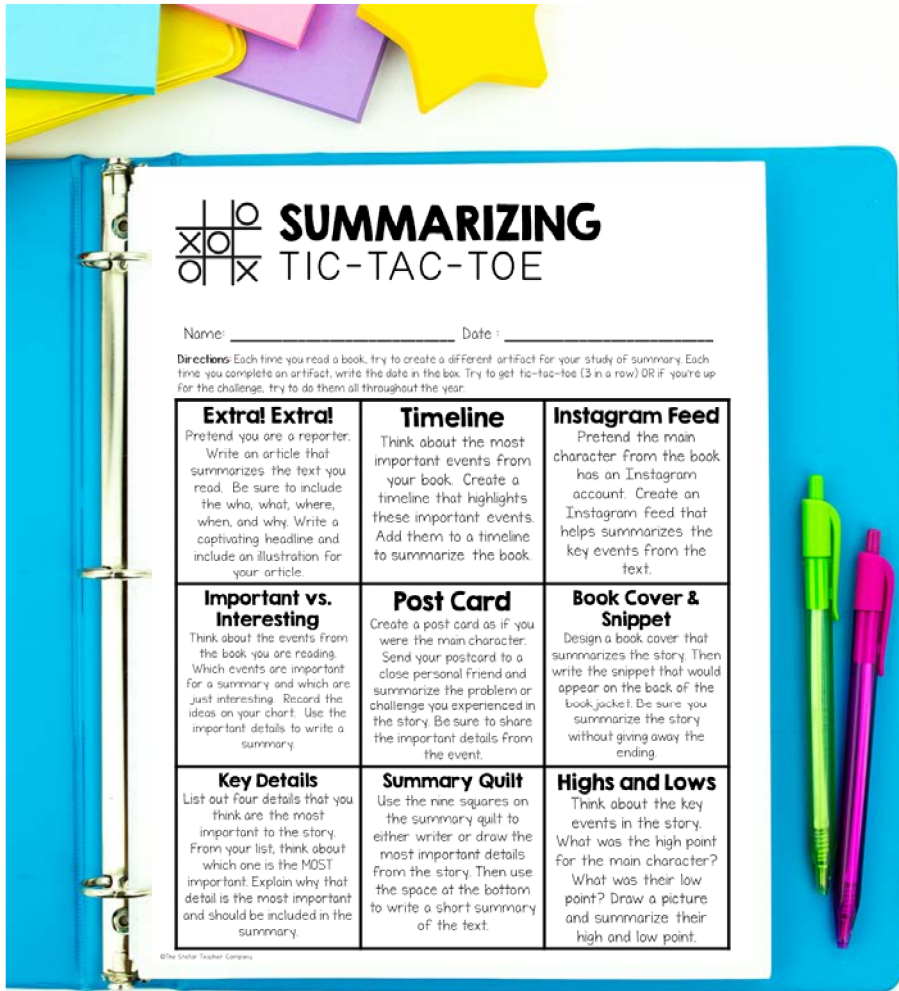 SUMMARIZING
TIC-TAC-TOE
Name:
Date :
Directions: Each time you read a book, try to create a different artifact for your study of summary. Each
time you complete an artifact, write the date in the box. Try to get tic-tac-toe (3 in a row) OR if you're up
for the challenge, try to do them all throughout the year.
Extra! Extra!
Pretend you are a reporter.
Write an article that
summarizes the text you
read. Be sure to include
the who, what, where,
when, and why. Write a
captivating headline and
include an illustration for
your article.
Timeline
Think about the most
important events from
your book. Create a
timeline that highlights
these important events.
Add them to a timeline
to summarize the book.
Instagram Feed
Pretend the main
character from the book
has an Instagram
account. Create an
Instagram feed that
helps summarizes the
key events from the
text.
Important vs.
Interesting
Think about the events from
the book you are reading.
Which events are important
for a summary and which are
just interesting. Record the
ideas on your chart. Use the
important details to write a
summary.
Post Card
Create a post card as if you
were the main character.
Send your postcard to a
close personal friend and
summarize the problem or
challenge you experienced in
the story. Be sure to share
the important details from
the event.
Book Cover &
Snippet
Design a book cover that
summarizes the story. Then
write the snippet that would
appear on the back of the
book jacket. Be sure you
summarize the story
without giving away the
ending.
Key Details
List out four details that you
think are the most
important to the story.
From your list, think about
which one is the MOST
important. Explain why that
detail is the most important
and should be included in the
summary.
Summary Quilt
Use the nine squares on
the summary quilt to
either writer or draw the
most important details
from the story. Then use
the space at the bottom
to write a short summary
of the text.
Highs and Lows
Think about the key
events in the story.
What was the high point
for the main character?
What was their low
point? Draw a picture
and summarize their
high and low point.
©The Stellar Teacher Company